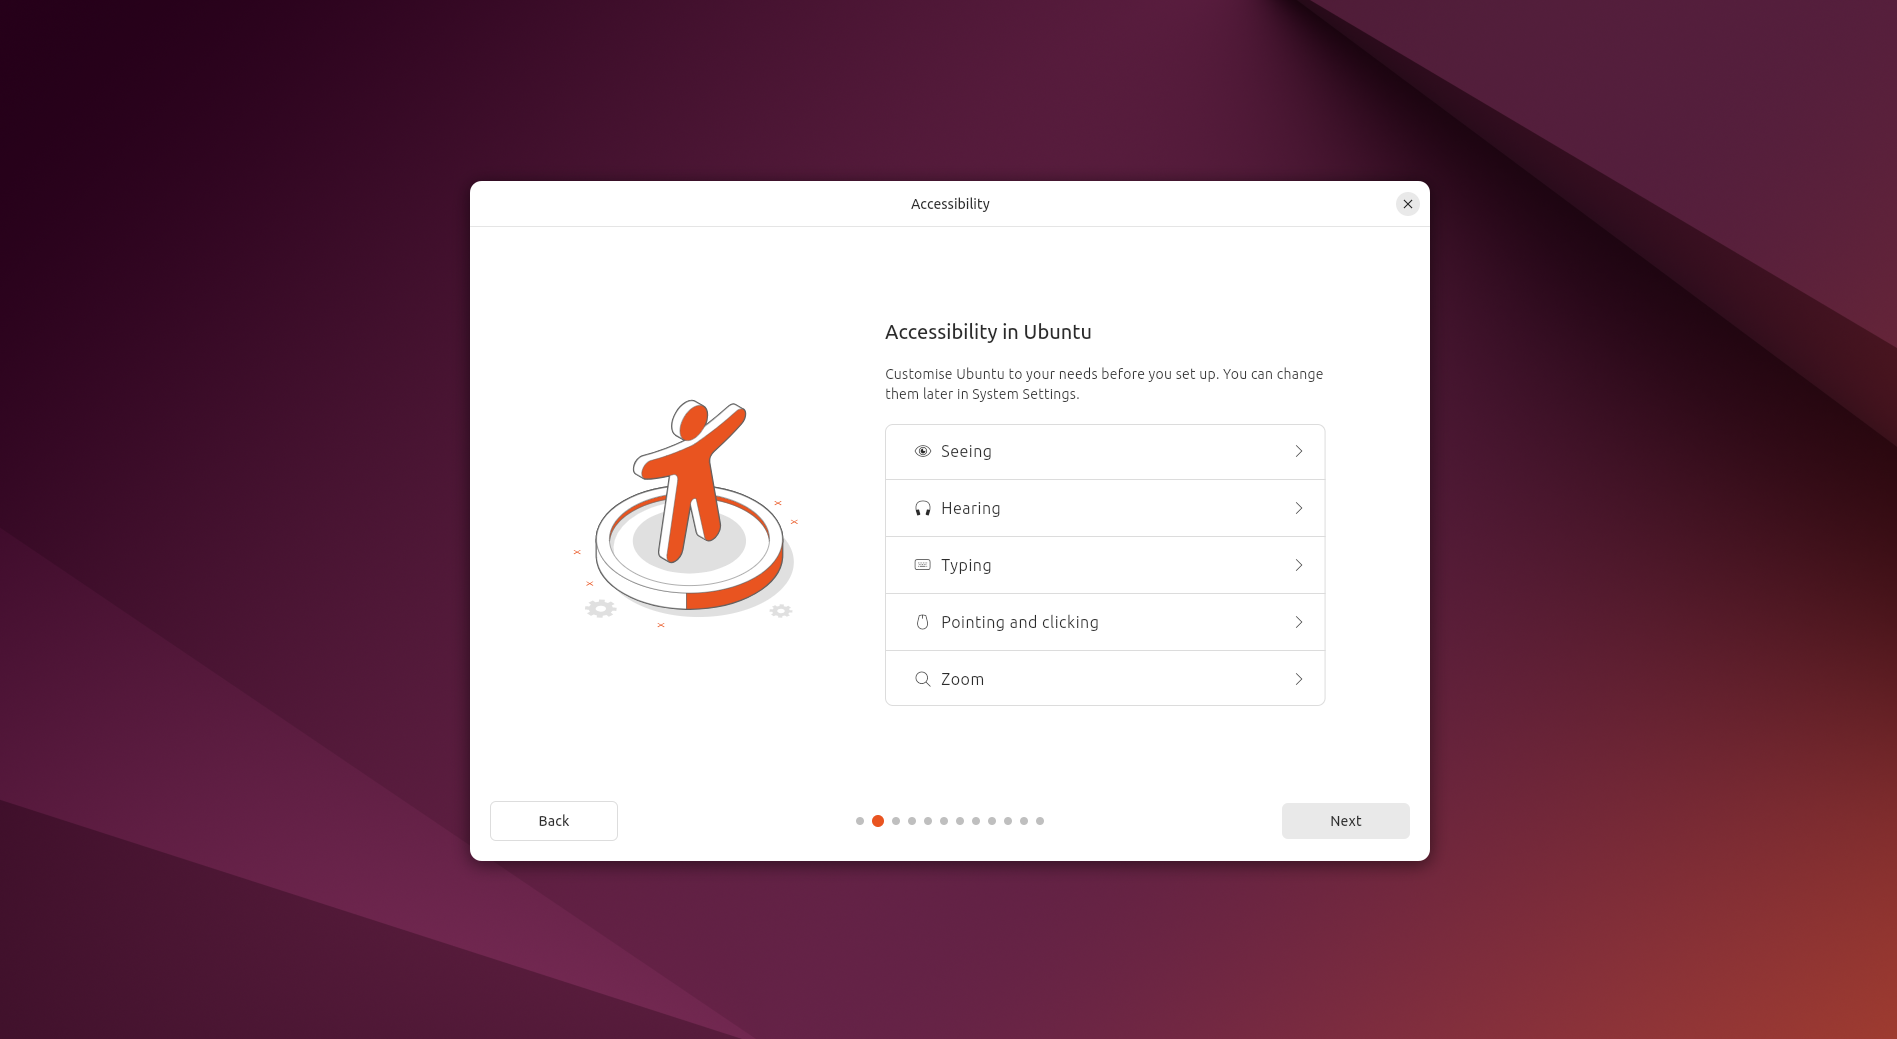 Accessibility
Accessibility in Ubuntu
Customise Ubuntu to your needs before you set up. You can change
them later in System Settings.
Seeing
Hearing
Typing
Pointing and clicking
Zoom
Back
Next